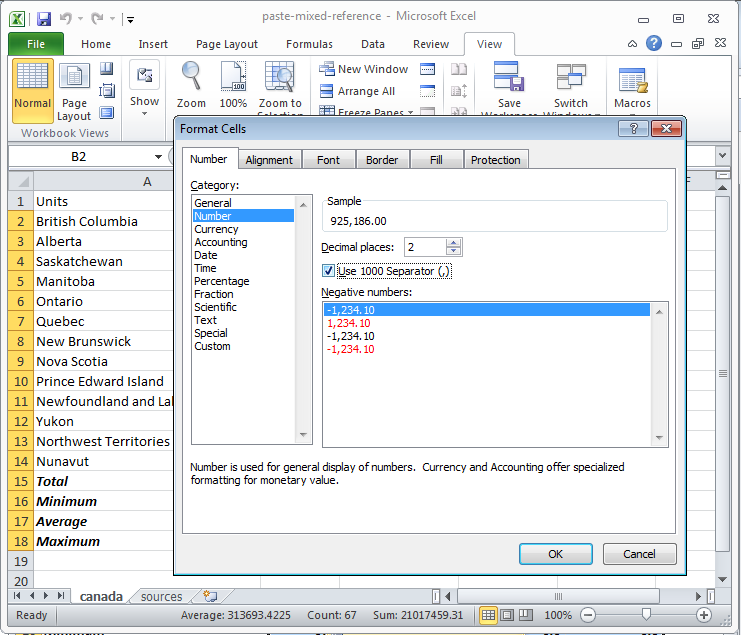 paste-mixed-reference - Microsoft Excel
File Home Insert Page Layout Formulas Data Review View
Normal
Page Layout
Show
Zoom
100%
Zoom to
New Window
Arrange All
Freeze Panes
Save
Switch
Macros
Workbook Views
B2
Format Cells
Number Alignment Font Border Fill Protection
Category:
General
Number
Currency
Accounting
Date
Time
Percentage
Fraction
Scientific
Text
Special
Custom
Sample
925,186.00
Decimal places: 2
Use 1000 Separator (,)
Negative numbers:
-1,234.10
1,234.10
-1,234.10
-1,234.10
Number is used for general display of numbers. Currency and Accounting offer specialized
formatting for monetary value.
OK Cancel
A
1 Units
2 British Columbia
3 Alberta
4 Saskatchewan
5 Manitoba
6 Ontario
7 Quebec
8 New Brunswick
9 Nova Scotia
10 Prince Edward Island
11 Newfoundland and Lal
12 Yukon
13 Northwest Territories
14 Nunavut
15 Total
16 Minimum
17 Average
18 Maximum
19
20
canada sources
Ready Average: 313693.4225 Count: 67 Sum: 21017459.31 100%